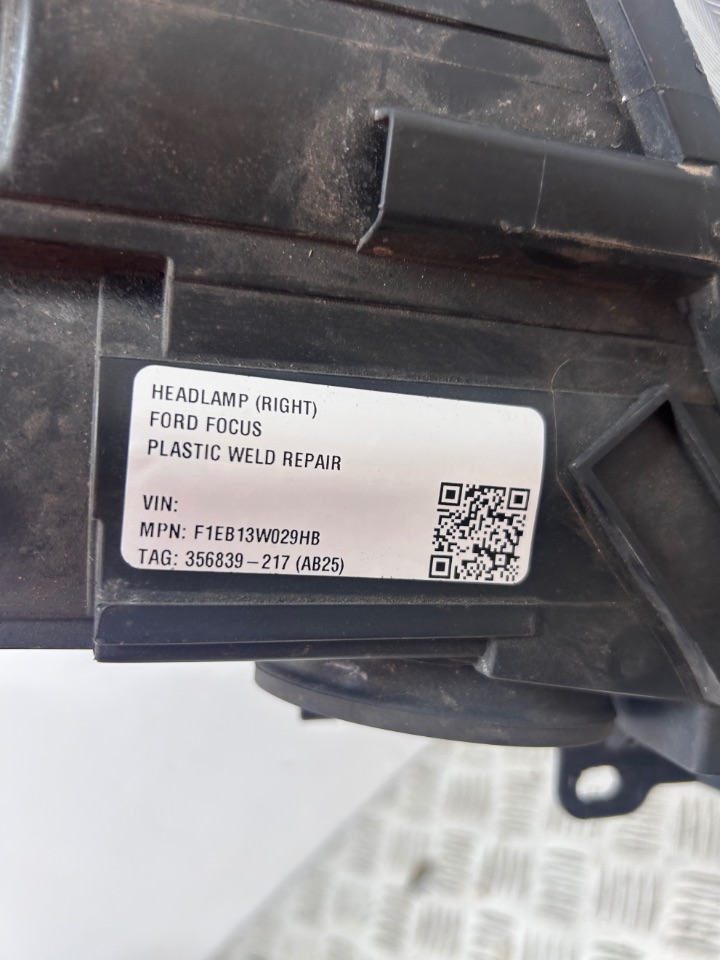 HEADLAMP (RIGHT)
FORD FOCUS
PLASTIC WELD REPAIR
VIN:
MPN: F1EB13W029HB
TAG: 356839-217 (AB25)